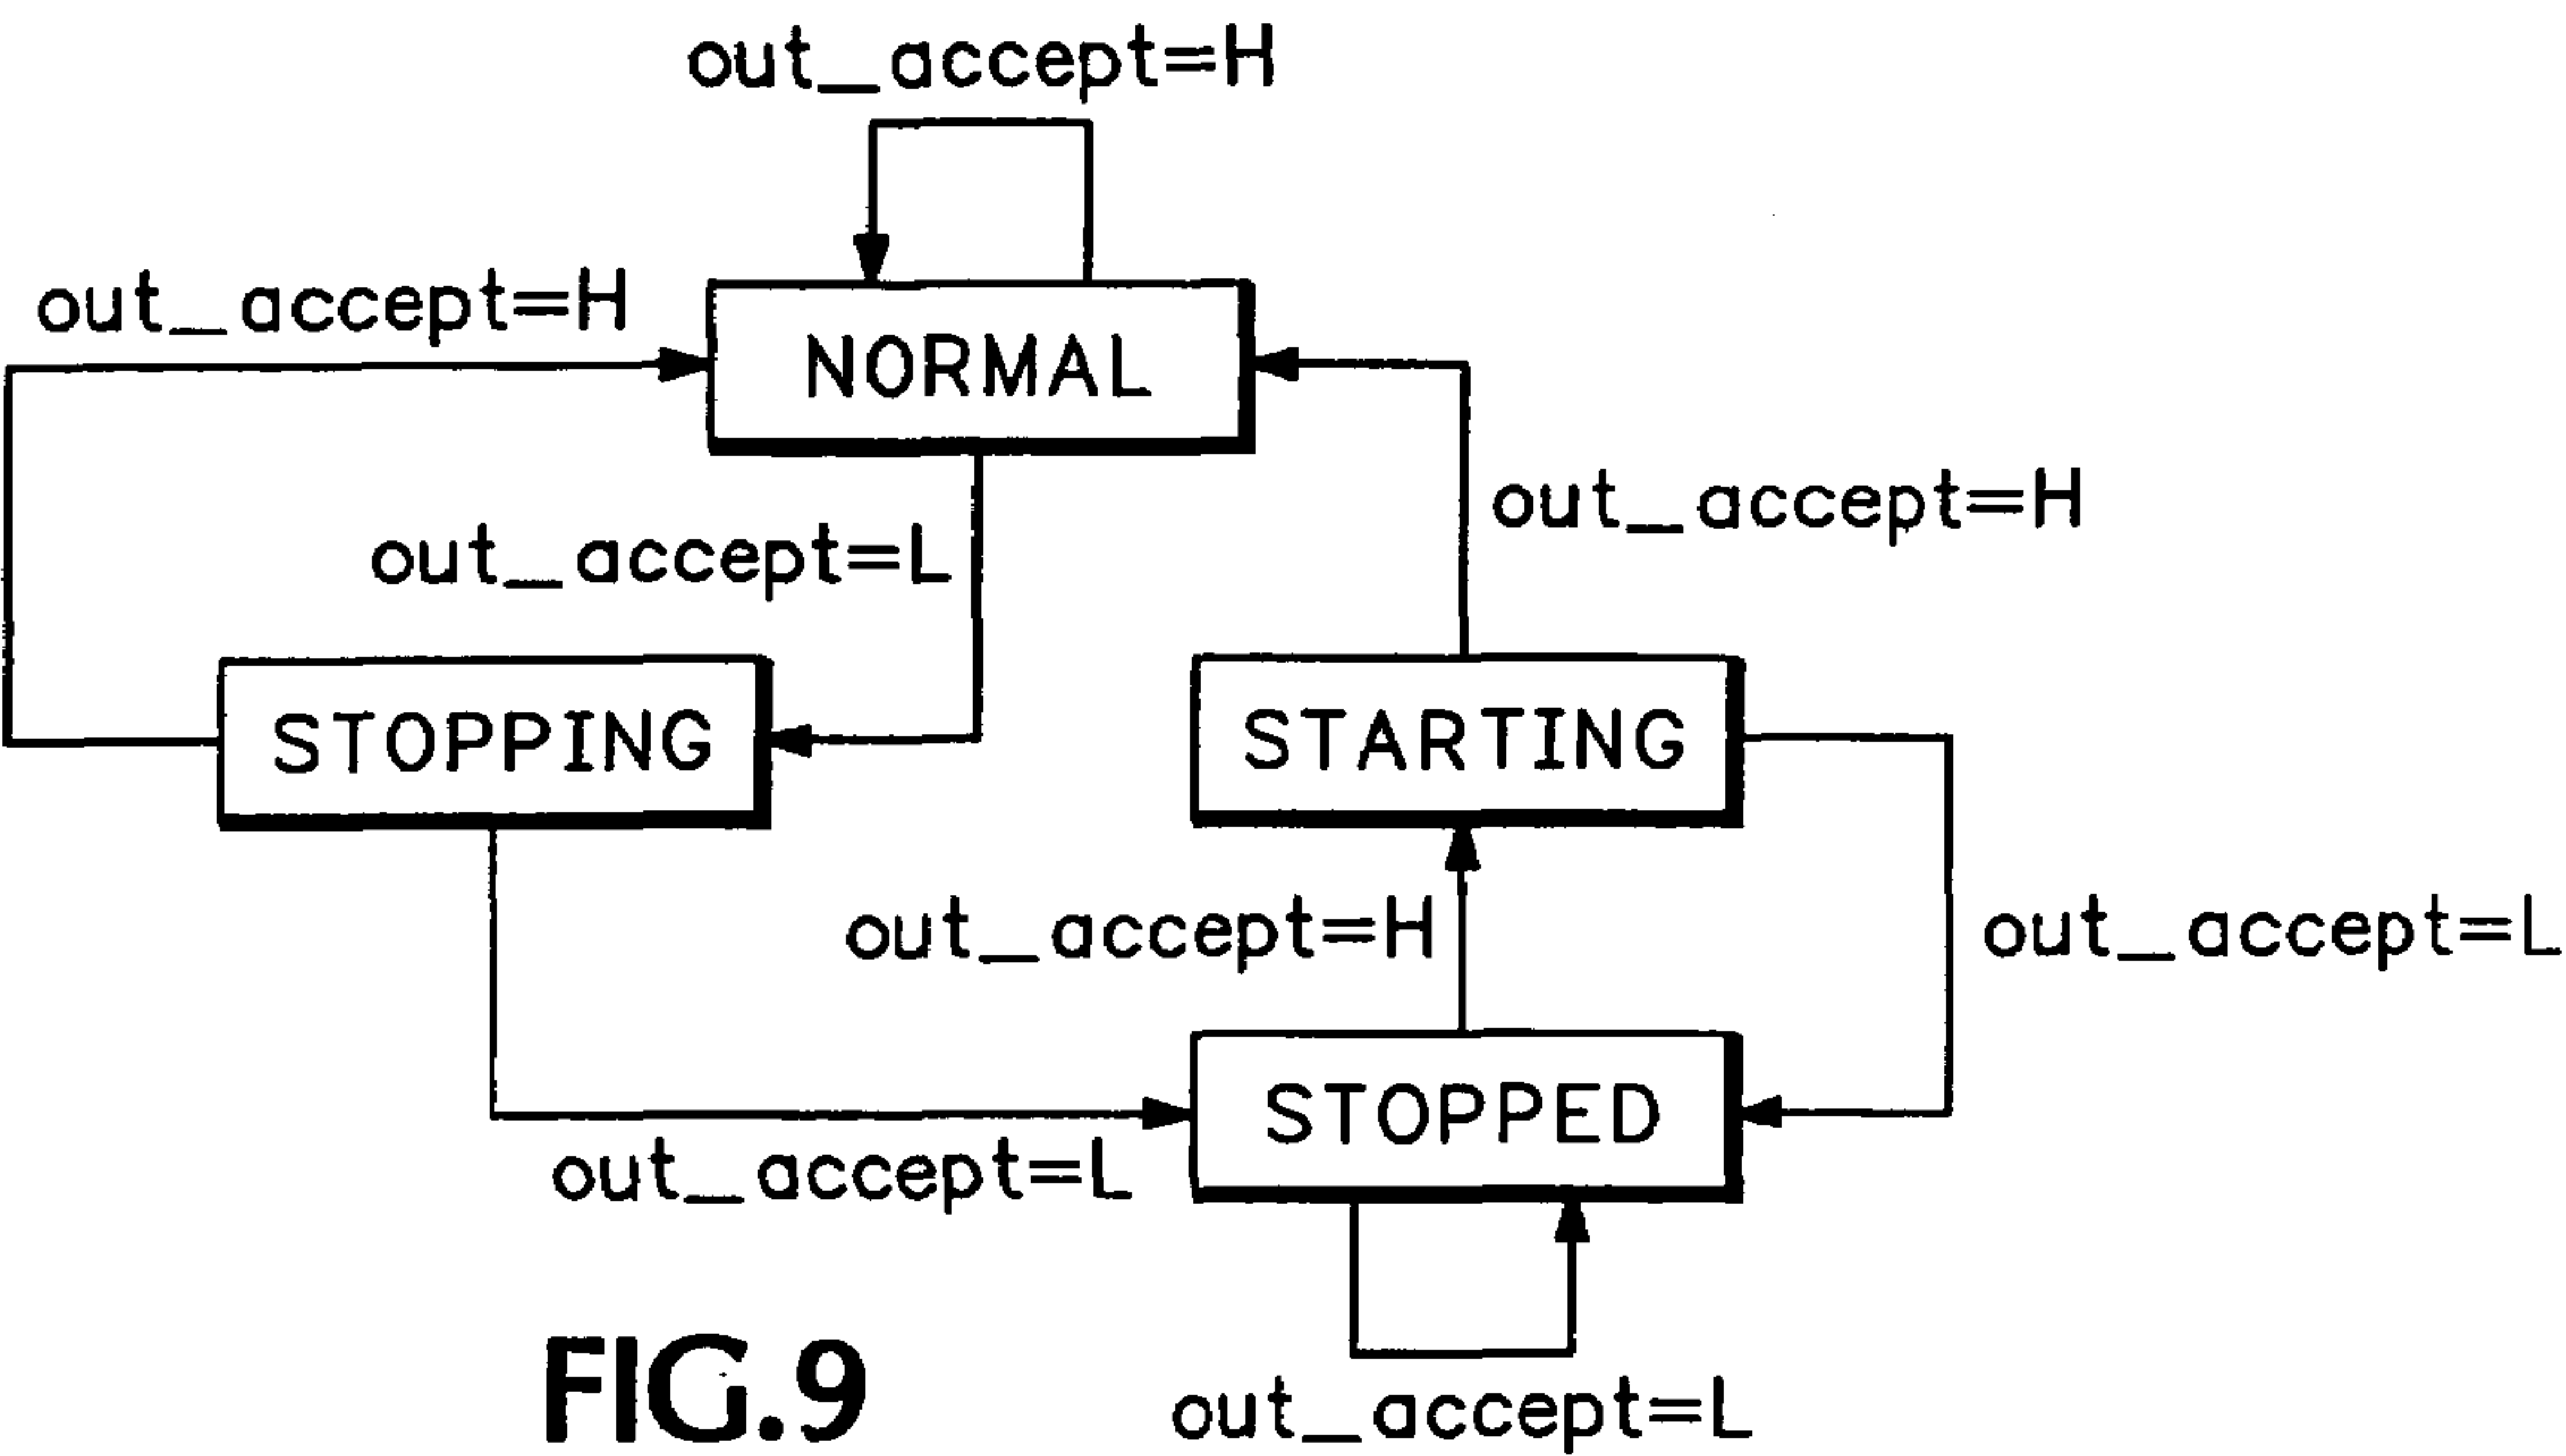 out_accept=H
out_accept=H
NORMAL
out_accept=H
out_accept=L
STOPPING
STARTING
out_accept=H
out_accept=L
STOPPED
out_accept=L
FIG.9
out_accept=L